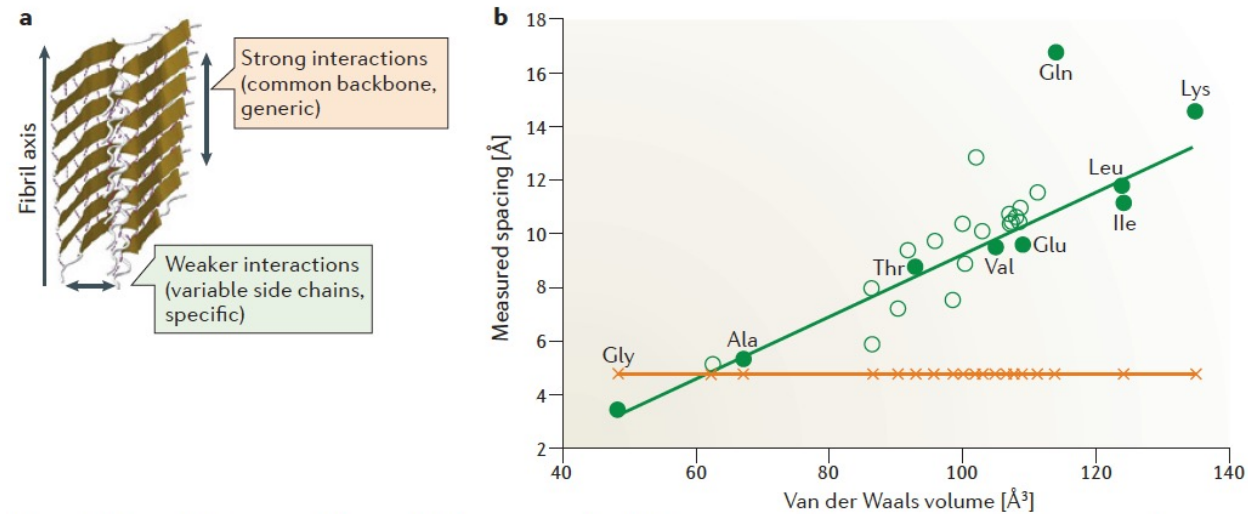 a
Fibril axis
Strong interactions
(common backbone,
generic)
Weaker interactions
(variable side chains,
specific)
b
Measured spacing [Å]
18
16
14
12
10
8
6
4
2
Gly
Ala
Thr
Val
Glu
Gln
Leu
Ile
Lys
40
60
80
100
120
140
Van der Waals volume [Å³]